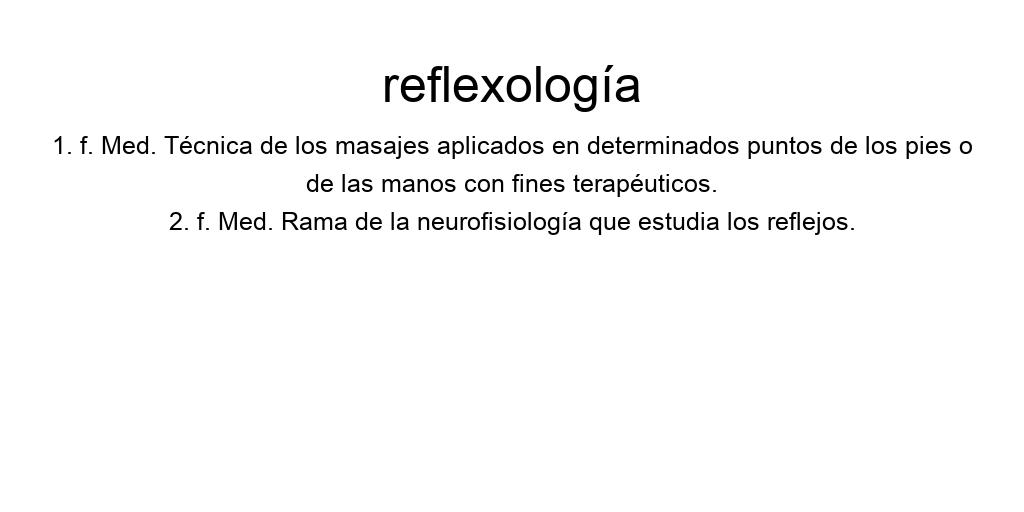 reflexología
1. f. Med. Técnica de los masajes aplicados en determinados puntos de los pies o
de las manos con fines terapéuticos.
2. f. Med. Rama de la neurofisiología que estudia los reflejos.